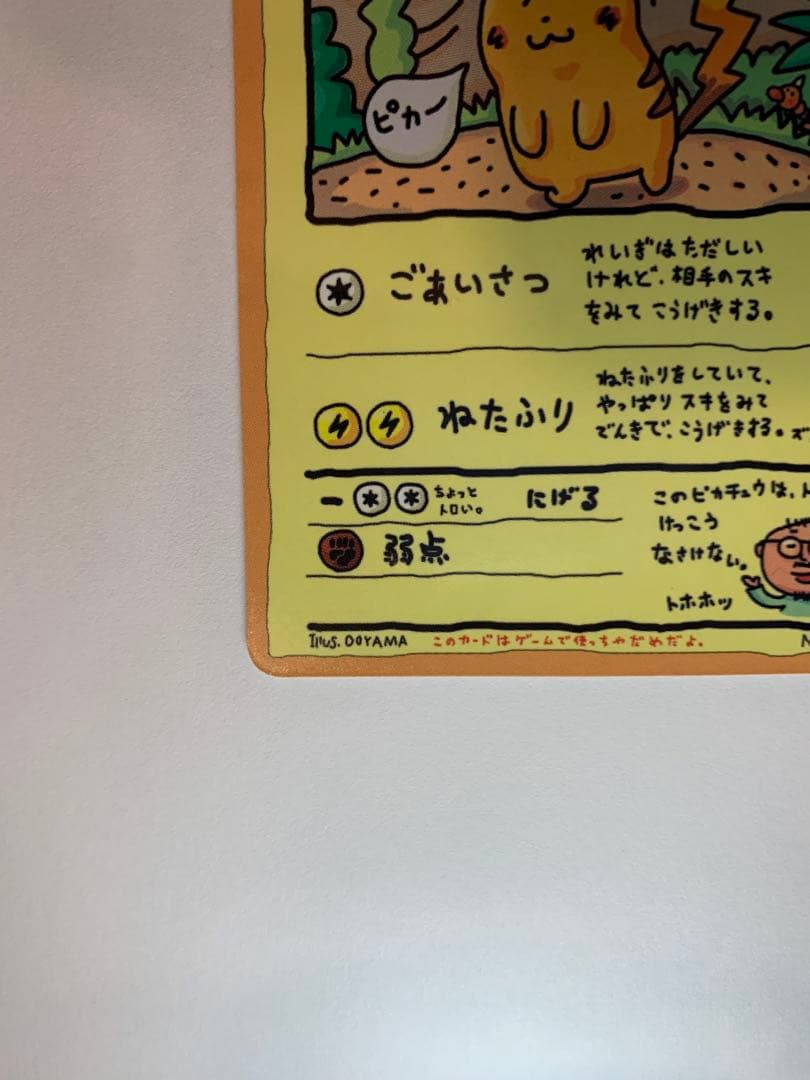 ピカー
ごあいさつ
れいぎはただしい
けれど、相手のスキ
をみてこうげきする。
ねたふり
ねたふりをしていて、
やっぱりスキをみて
でんきで、こうげきする。ズ
ー
ちょっと
トロい。
にげる
弱点
このピカチュウは、
けっこう
なさけない。
トホホッ
Illus. OOYAMA
このカードはゲームで使っちゃだめだよ。